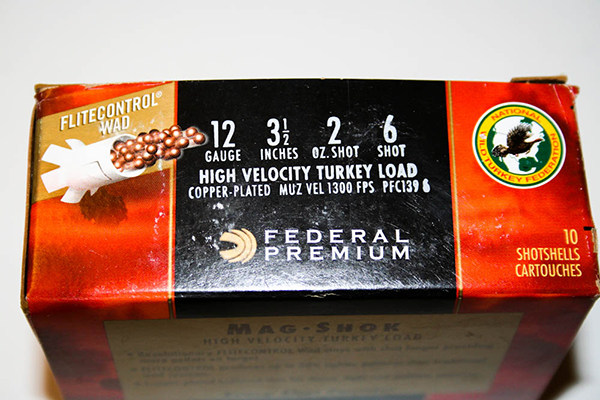 FLITECONTROL®
WAD
12 3½ 2 6
GAUGE INCHES OZ. SHOT SHOT
HIGH VELOCITY TURKEY LOAD
COPPER-PLATED MUZ VEL 1300 FPS PFC139 6
FEDERAL
PREMIUM
NATIONAL
WILD TURKEY FEDERATION
10
SHOTSHELLS
CARTOUCHES
MAG-SHOK
HIGH VELOCITY TURKEY LOAD